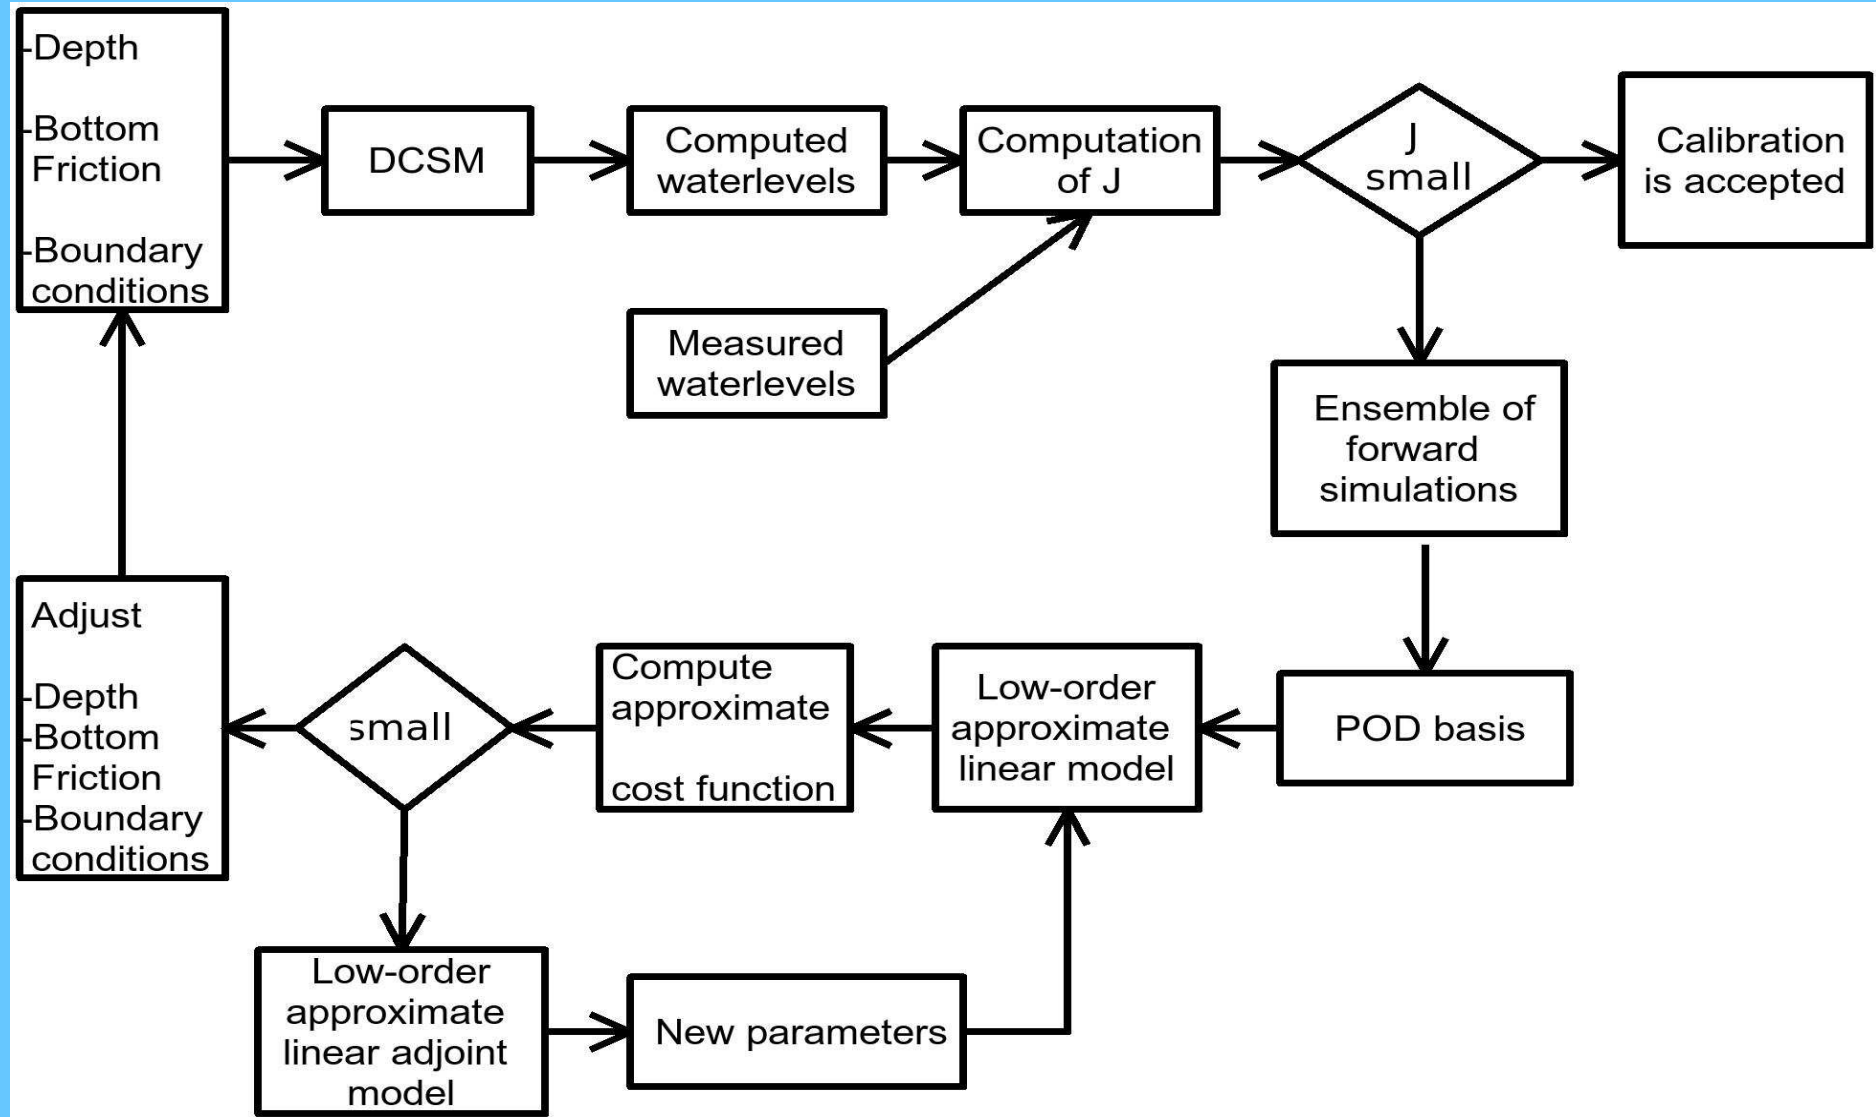 -Depth
-Bottom
Friction
-Boundary
conditions
DCSM
Computed
waterlevels
Computation
of J
J
small
Calibration
is accepted
Measured
waterlevels
Ensemble of
forward
simulations
POD basis
Low-order
approximate
linear model
Compute
approximate
cost function
small
Adjust
-Depth
-Bottom
Friction
-Boundary
conditions
Low-order
approximate
linear adjoint
model
New parameters